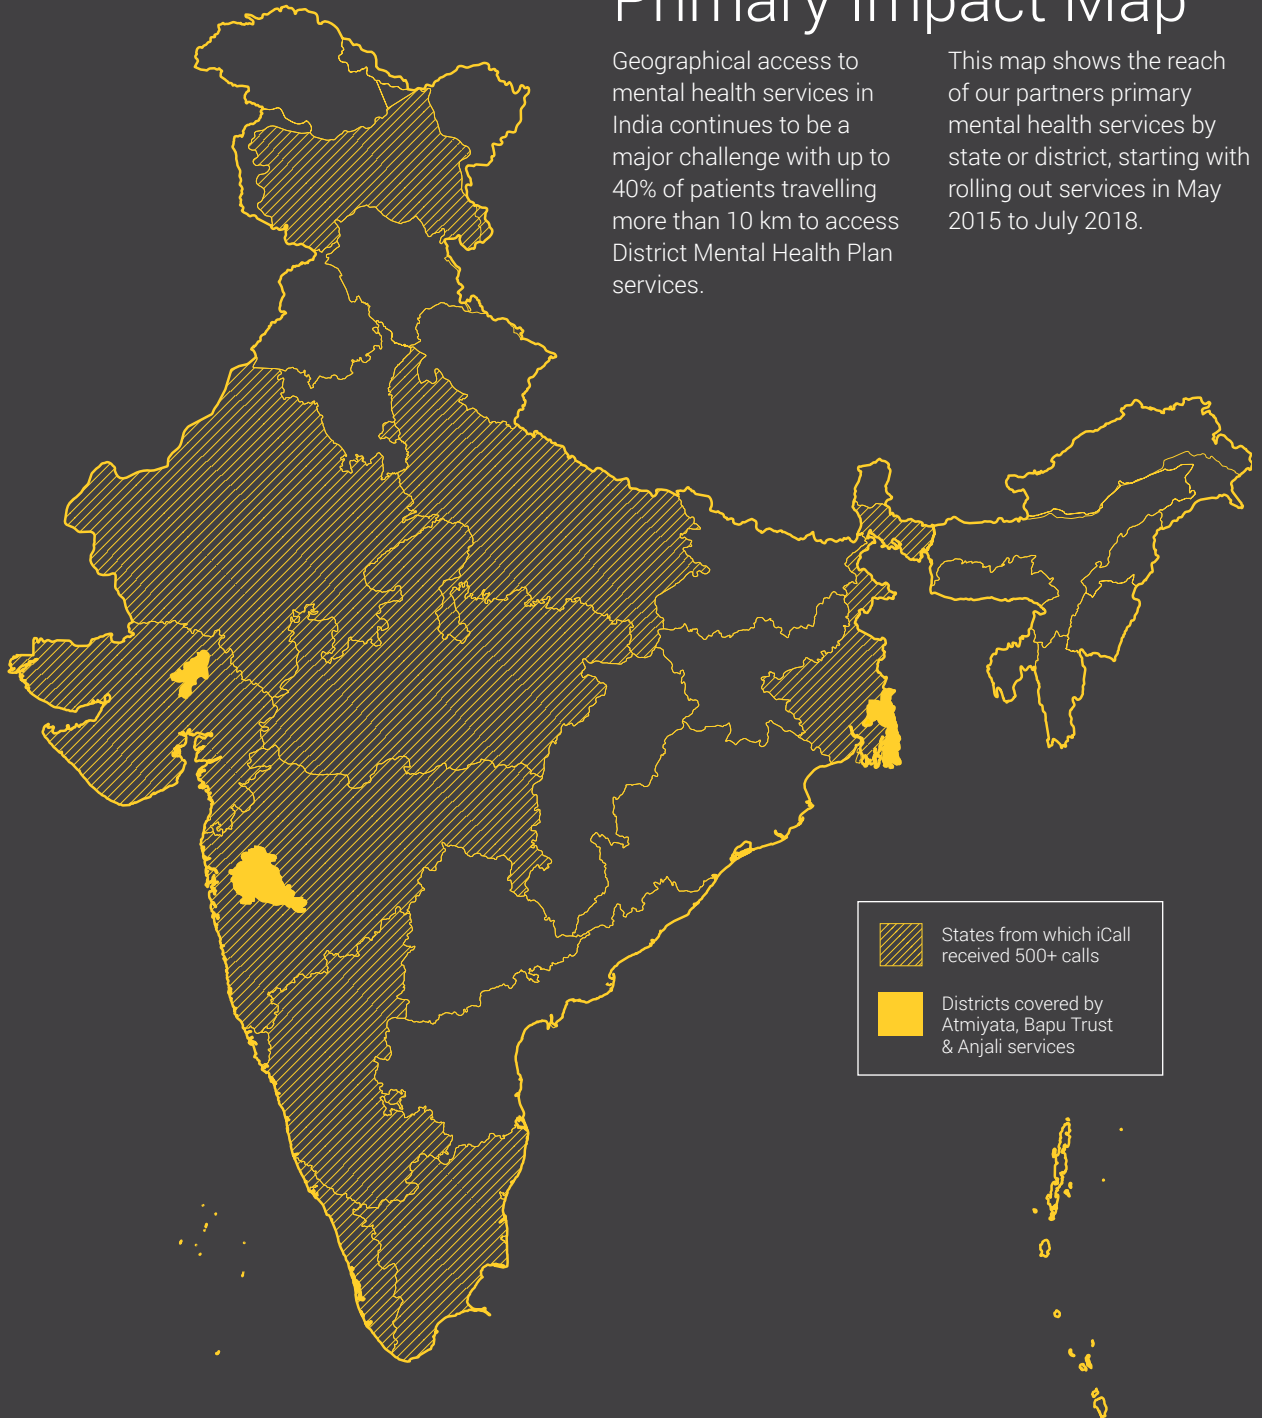 Primary Impact Map
Geographical access to
mental health services in
India continues to be a
major challenge with up to
40% of patients travelling
more than 10 km to access
District Mental Health Plan
services.
This map shows the reach
of our partners primary
mental health services by
state or district, starting with
rolling out services in May
2015 to July 2018.
States from which iCall
received 500+ calls
Districts covered by
Atmiyata, Bapu Trust
& Anjali services